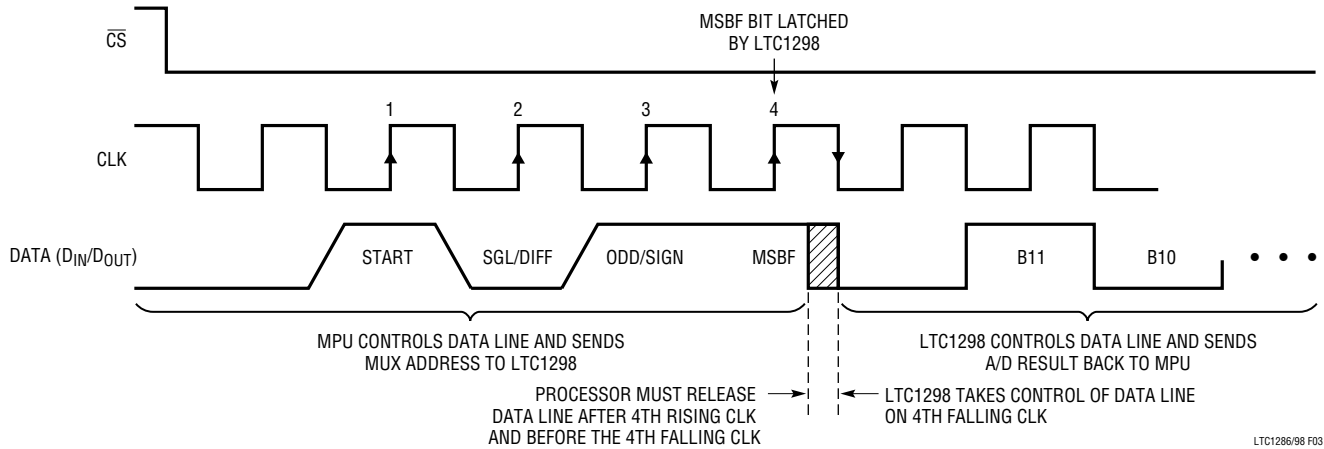 MSBF BIT LATCHED
BY LTC1298
CS
1 2 3 4
CLK
DATA (DIN/DOUT)
START SGL/DIFF ODD/SIGN MSBF B11 B10 • • •
MPU CONTROLS DATA LINE AND SENDS
MUX ADDRESS TO LTC1298
LTC1298 CONTROLS DATA LINE AND SENDS
A/D RESULT BACK TO MPU
PROCESSOR MUST RELEASE
DATA LINE AFTER 4TH RISING CLK
AND BEFORE THE 4TH FALLING CLK
LTC1298 TAKES CONTROL OF DATA LINE
ON 4TH FALLING CLK
LTC1286/98 F03